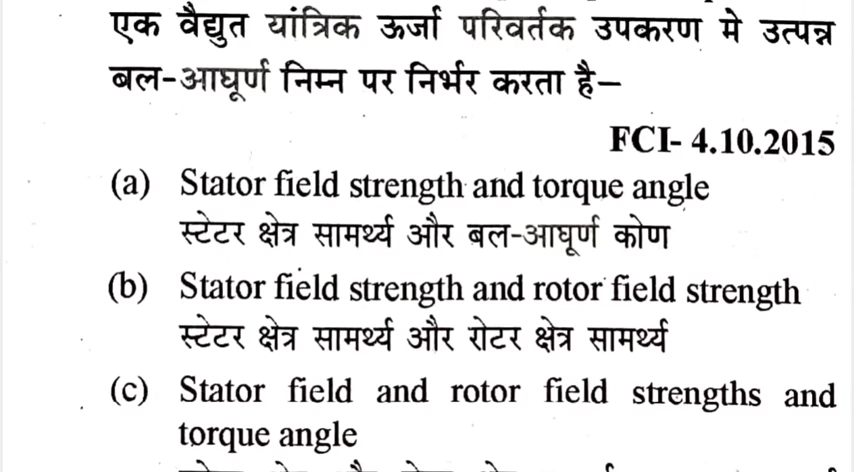 एक वैद्युत यांत्रिक ऊर्जा परिवर्तक उपकरण मे उत्पन्न
बल-आघूर्ण निम्न पर निर्भर करता है–
FCI- 4.10.2015
(a) Stator field strength and torque angle
स्टेटर क्षेत्र सामर्थ्य और बल-आघूर्ण कोण
(b) Stator field strength and rotor field strength
स्टेटर क्षेत्र सामर्थ्य और रोटर क्षेत्र सामर्थ्य
(c) Stator field and rotor field strengths and
torque angle